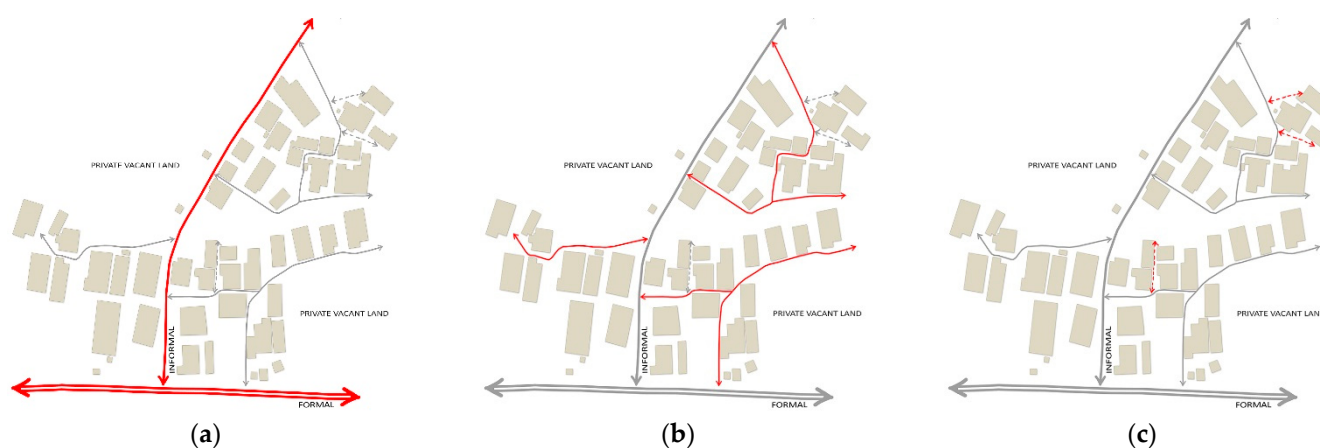 PRIVATE VACANT LAND
PRIVATE VACANT LAND
INFORMAL
FORMAL
(a)
PRIVATE VACANT LAND
PRIVATE VACANT LAND
INFORMAL
FORMAL
(b)
PRIVATE VACANT LAND
PRIVATE VACANT LAN
INFORMAL
FORMAL
(c)